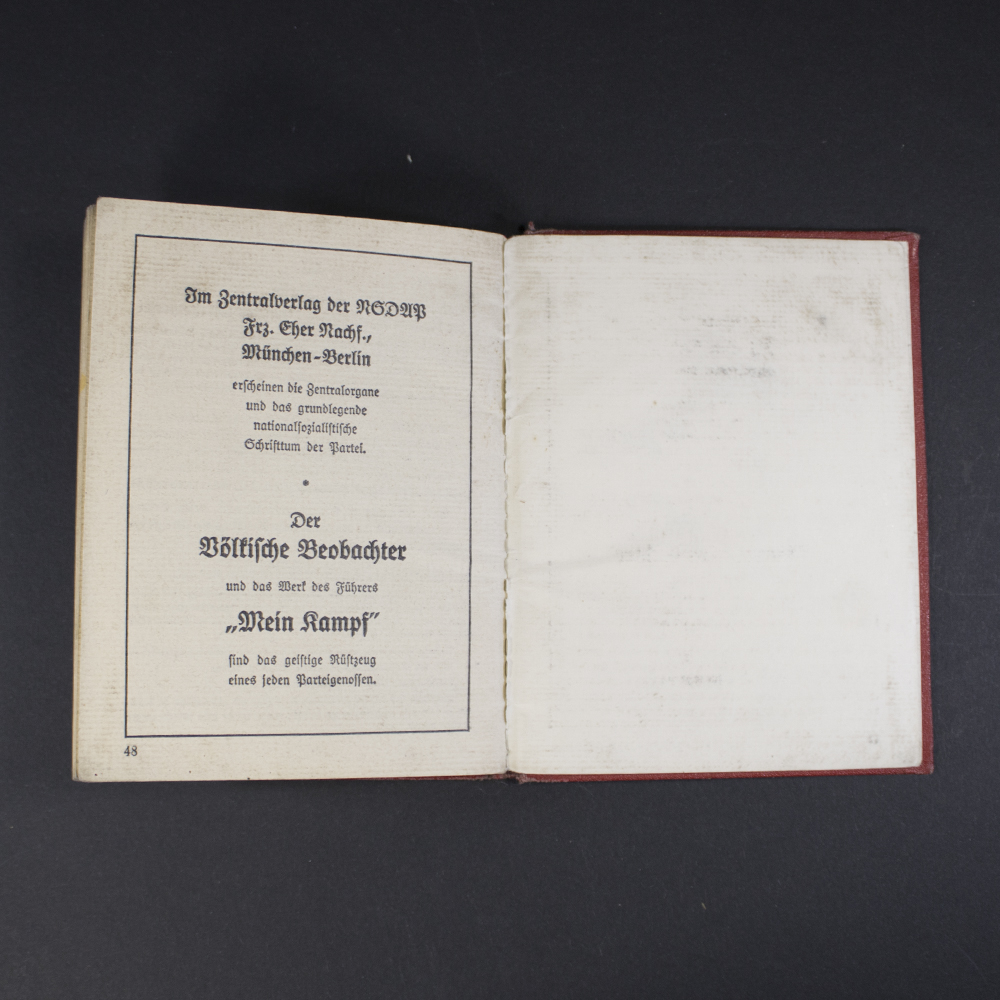 Im Zentralverlag der NSDAP
Frz. Eher Nachf.,
München-Berlin
erscheinen die Zentralorgane
und das grundlegende
nationalsozialistische
Schrifttum der Partei.
•
Der
Völkische Beobachter
und das Werk des Führers
„Mein Kampf“
sind das geistige Rüstzeug
eines jeden Parteigenossen.
48